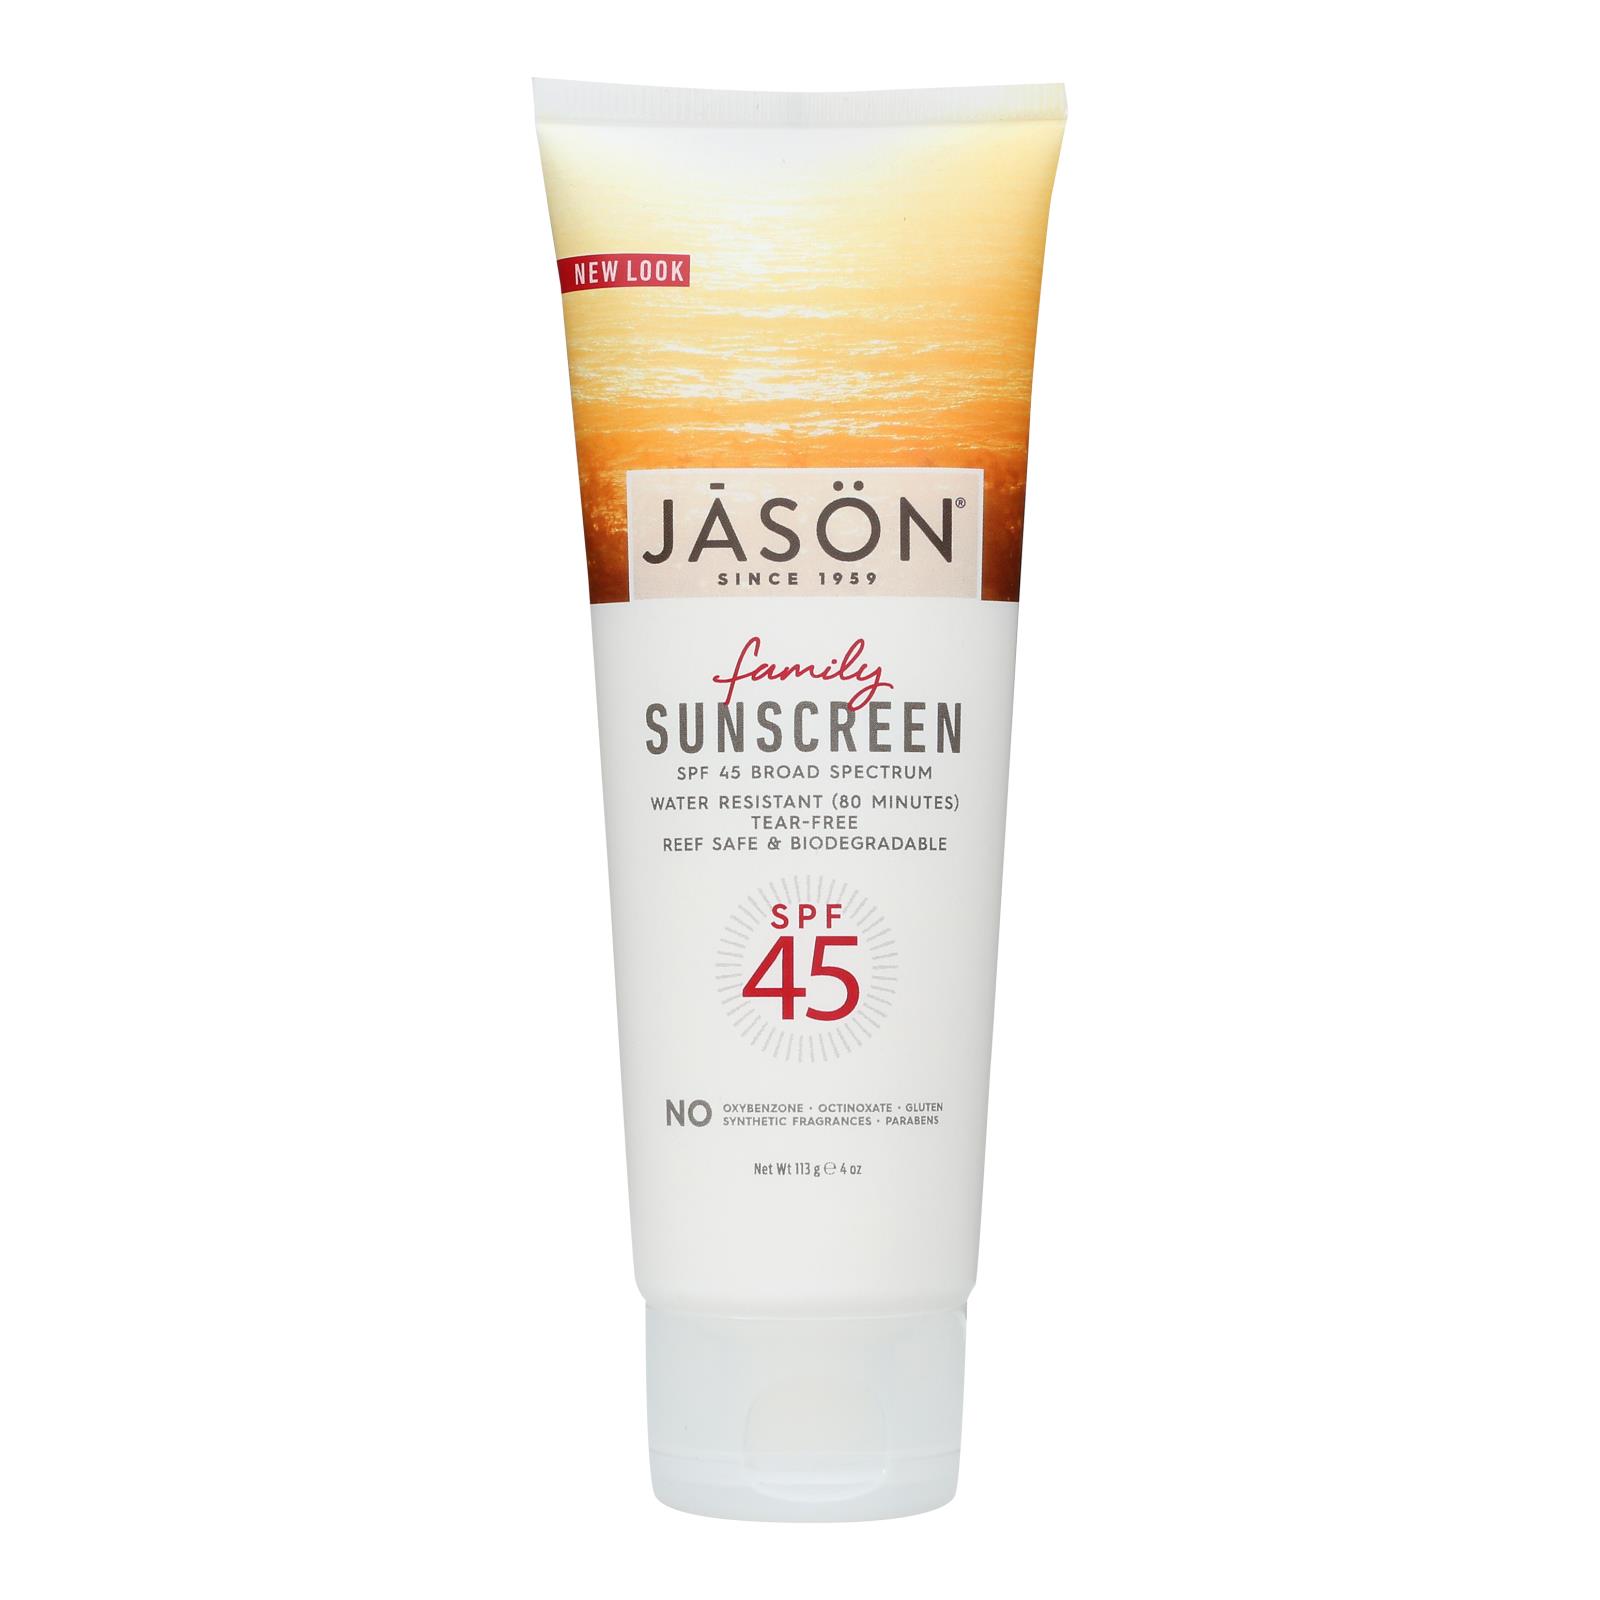 NEW LOOK
JĀSÖN®
SINCE 1959
family
SUNSCREEN
SPF 45 BROAD SPECTRUM
WATER RESISTANT (80 MINUTES)
TEAR-FREE
REEF SAFE & BIODEGRADABLE
SPF
45
NO OXYBENZONE • OCTINOXATE • GLUTEN
SYNTHETIC FRAGRANCES • PARABENS
Net Wt 113 g ℮ 4 oz